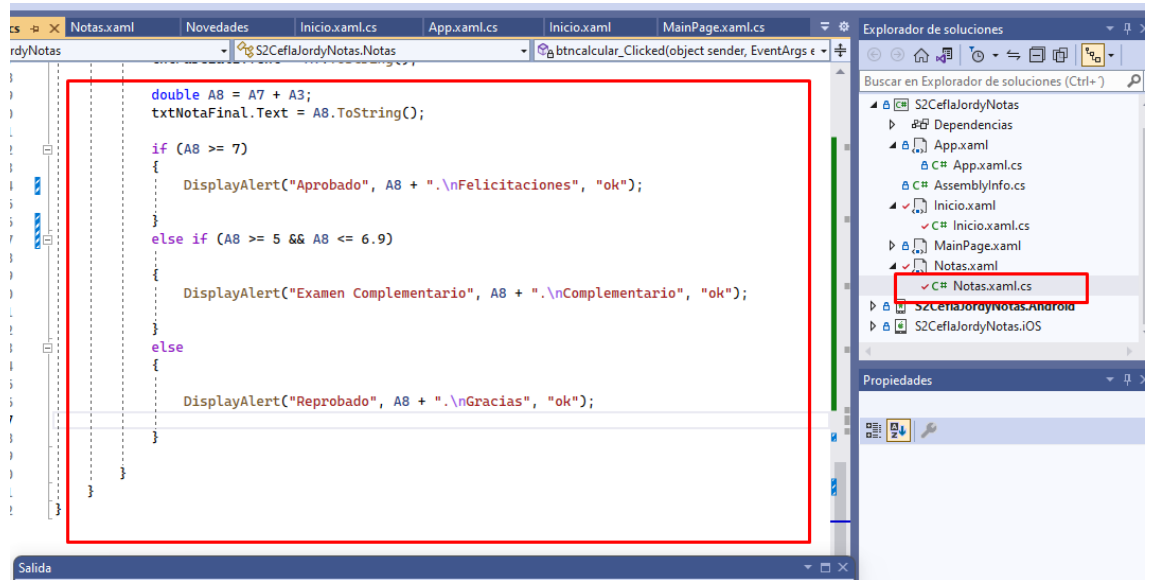 cs Notas.xaml Novedades Inicio.xaml.cs App.xaml.cs Inicio.xaml MainPage.xaml.cs
rdyNotas S2CeflaJordyNotas.Notas btncalcular_Clicked(object sender, EventArgs e
double A8 = A7 + A3;
txtNotaFinal.Text = A8.ToString();
if (A8 >= 7)
{
DisplayAlert("Aprobado", A8 + ".\nFelicitaciones", "ok");
}
else if (A8 >= 5 && A8 <= 6.9)
{
DisplayAlert("Examen Complementario", A8 + ".\nComplementario", "ok");
}
else
{
DisplayAlert("Reprobado", A8 + ".\nGracias", "ok");
}
}
}
}
Salida
Explorador de soluciones
Buscar en Explorador de soluciones (Ctrl+´)
C# S2CeflaJordyNotas
Dependencias
App.xaml
C# App.xaml.cs
C# AssemblyInfo.cs
Inicio.xaml
C# Inicio.xaml.cs
MainPage.xaml
Notas.xaml
C# Notas.xaml.cs
S2CeflaJordyNotas.Android
S2CeflaJordyNotas.iOS
Propiedades